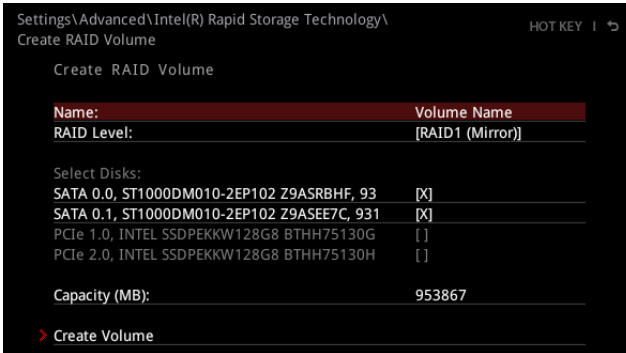 Settings\Advanced\Intel(R) Rapid Storage Technology\
Create RAID Volume
HOT KEY | ⮌
Create RAID Volume
Name: Volume Name
RAID Level: [RAID1 (Mirror)]
Select Disks:
SATA 0.0, ST1000DM010-2EP102 Z9ASRBHF, 93 [X]
SATA 0.1, ST1000DM010-2EP102 Z9ASEE7C, 931 [X]
PCIe 1.0, INTEL SSDPEKKW128G8 BTHH75130G [ ]
PCIe 2.0, INTEL SSDPEKKW128G8 BTHH75130H [ ]
Capacity (MB): 953867
Create Volume